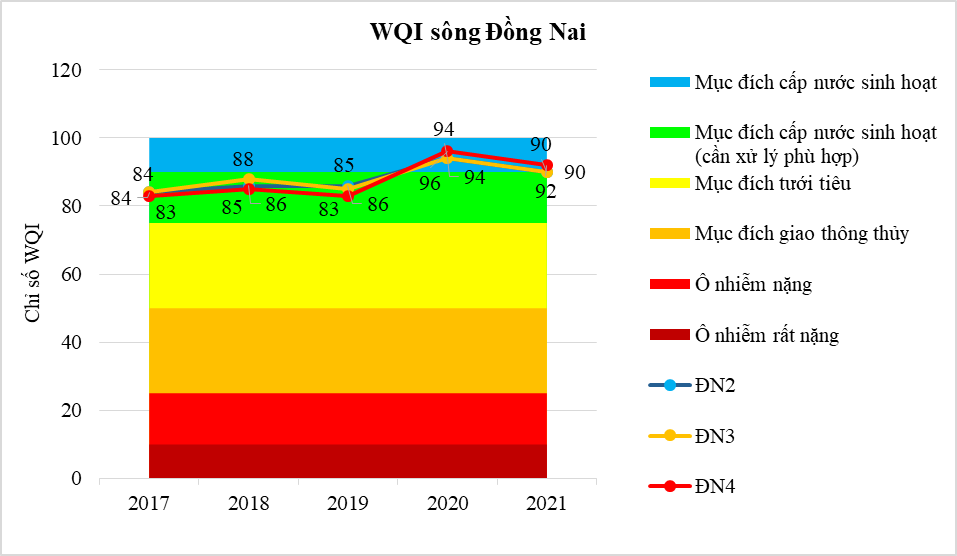 WQI sông Đồng Nai
Chỉ số WQI
120
100
80
60
40
20
0
84 88 85 94 90
84 83 85 86 83 86 96 94 92 90
2017 2018 2019 2020 2021
Mục đích cấp nước sinh hoạt
Mục đích cấp nước sinh hoạt
(cần xử lý phù hợp)
Mục đích tưới tiêu
Mục đích giao thông thủy
Ô nhiễm nặng
Ô nhiễm rất nặng
ĐN2
ĐN3
ĐN4